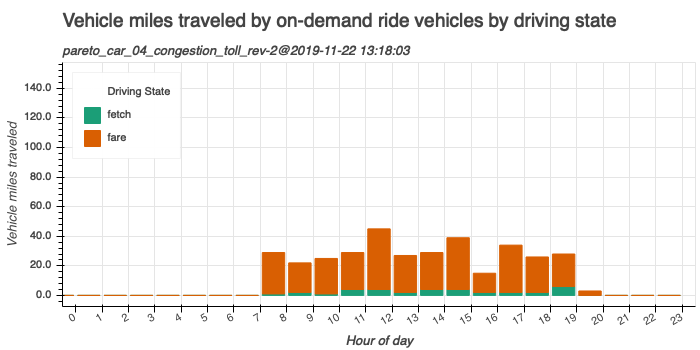 Vehicle miles traveled by on-demand ride vehicles by driving state
pareto_car_04_congestion_toll_rev-2@2019-11-22 13:18:03
Driving State
fetch
fare
Vehicle miles traveled
140.0
120.0
100.0
80.0
60.0
40.0
20.0
0.0
0 1 2 3 4 5 6 7 8 9 10 11 12 13 14 15 16 17 18 19 20 21 22 23
Hour of day